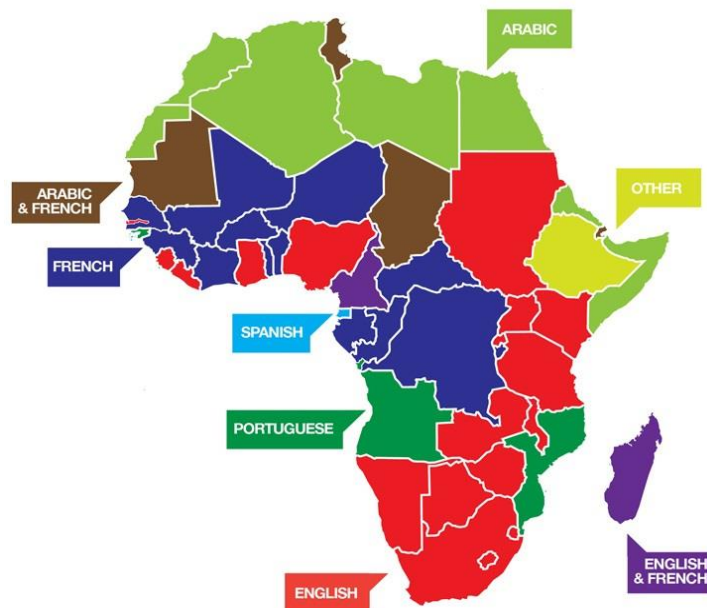 ARABIC
ARABIC
& FRENCH
OTHER
FRENCH
SPANISH
PORTUGUESE
ENGLISH
ENGLISH
& FRENCH